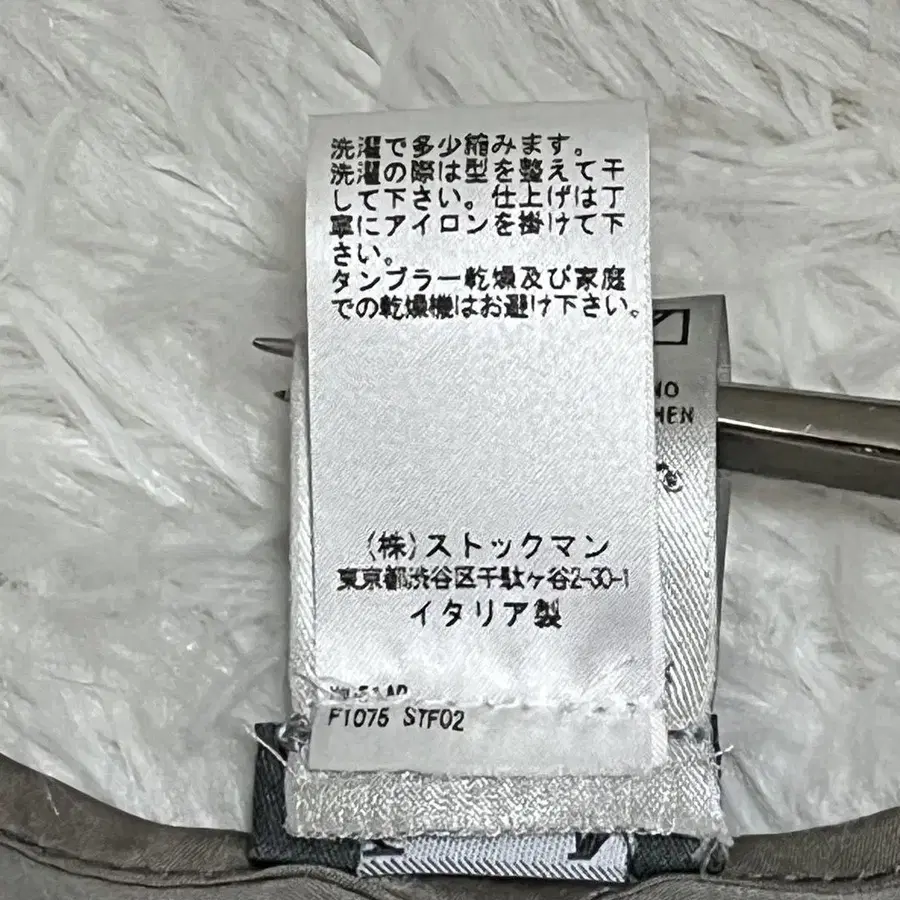 洗濯で多少縮みます。
洗濯の際は型を整えて干
して下さい。仕上げは丁
寧にアイロンを掛けて下
さい。
タンブラー乾燥及び家庭
での乾燥機はお避け下さい。
NO
HEN
(株)ストックマン
東京都渋谷区千駄ヶ谷2-30-1
イタリア製
F1075 STF02